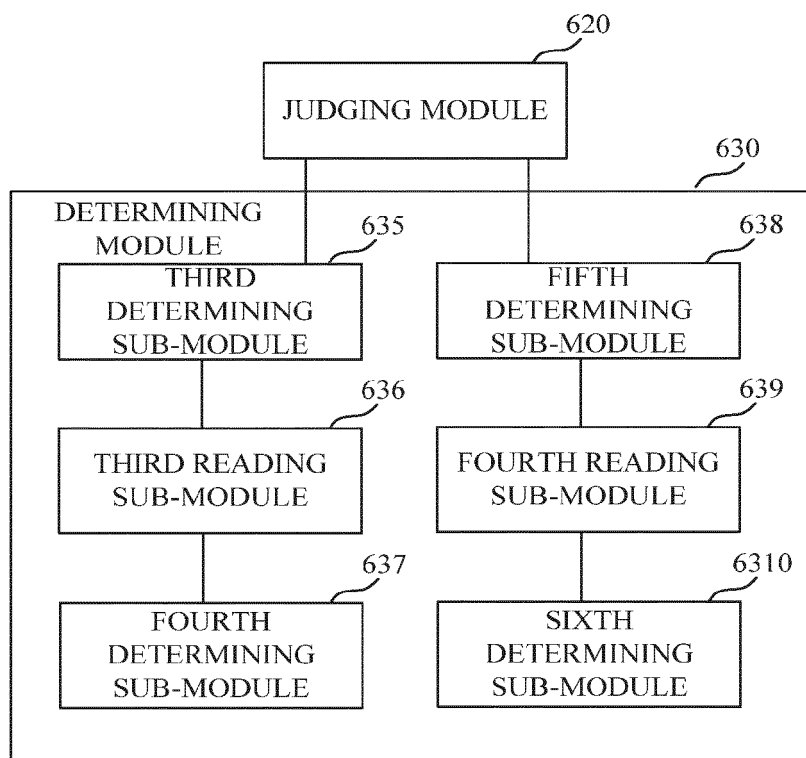 620
JUDGING MODULE
630
DETERMINING
MODULE
635
638
THIRD
DETERMINING
SUB-MODULE
FIFTH
DETERMINING
SUB-MODULE
636
639
THIRD READING
SUB-MODULE
FOURTH READING
SUB-MODULE
637
6310
FOURTH
DETERMINING
SUB-MODULE
SIXTH
DETERMINING
SUB-MODULE